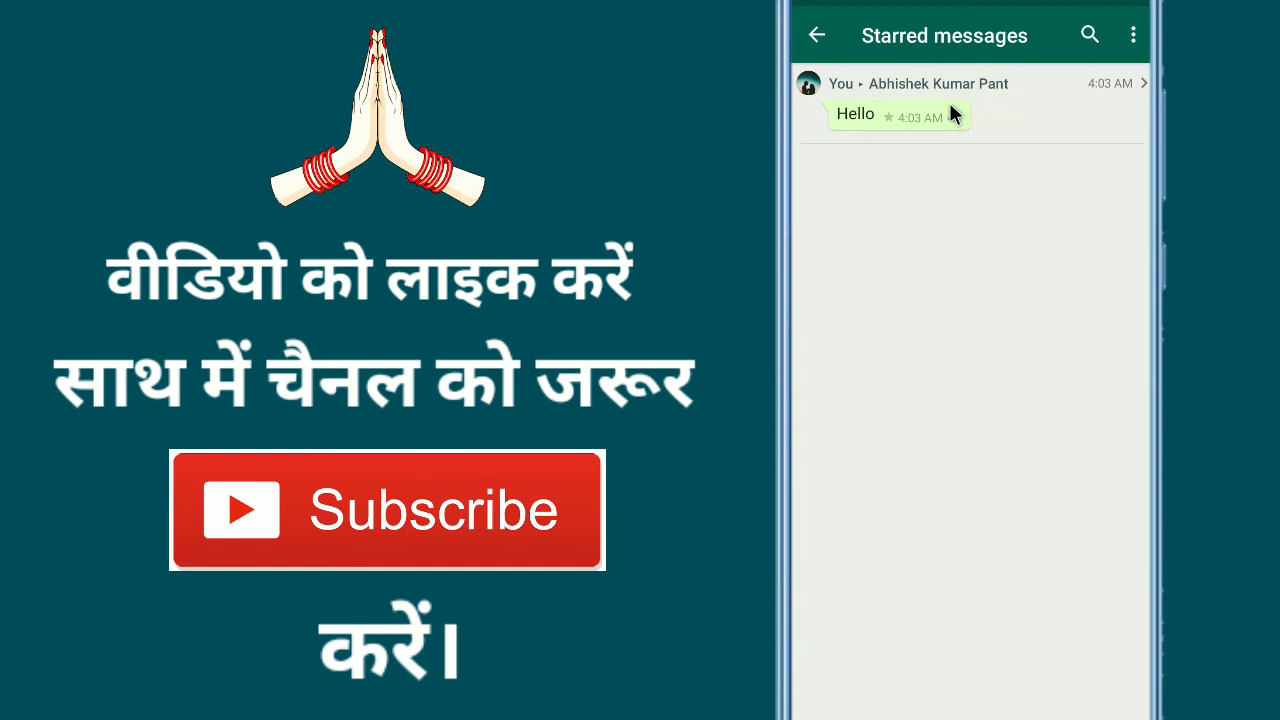 वीडियो को लाइक करें
साथ में चैनल को जरूर
Subscribe
करें।
Starred messages
You ▸ Abhishek Kumar Pant 4:03 AM
Hello ★ 4:03 AM